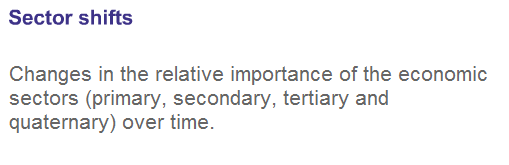 Sector shifts
Changes in the relative importance of the economic
sectors (primary, secondary, tertiary and
quaternary) over time.